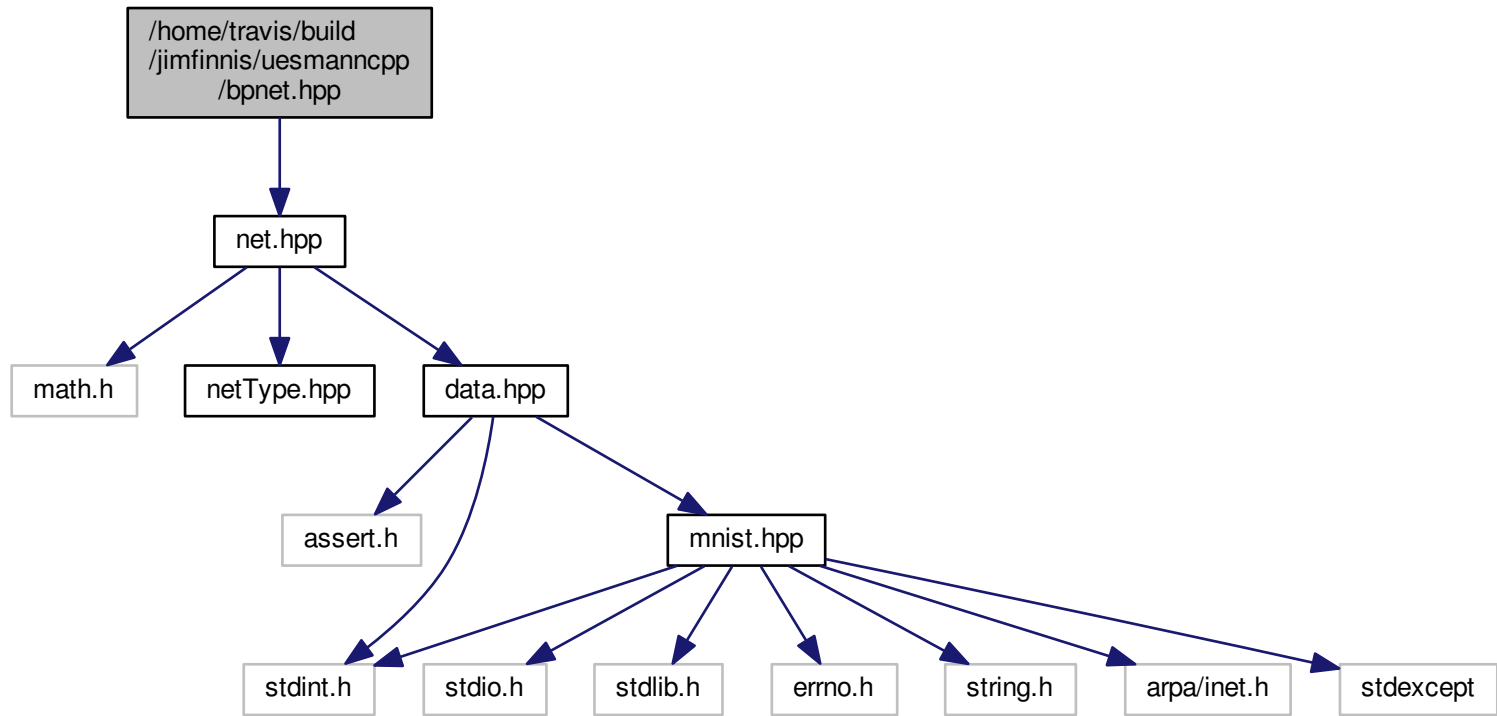 /home/travis/build
/jimfinnis/uesmanncpp
/bpnet.hpp
net.hpp
math.h
netType.hpp
data.hpp
assert.h
mnist.hpp
stdint.h
stdio.h
stdlib.h
errno.h
string.h
arpa/inet.h
stdexcept